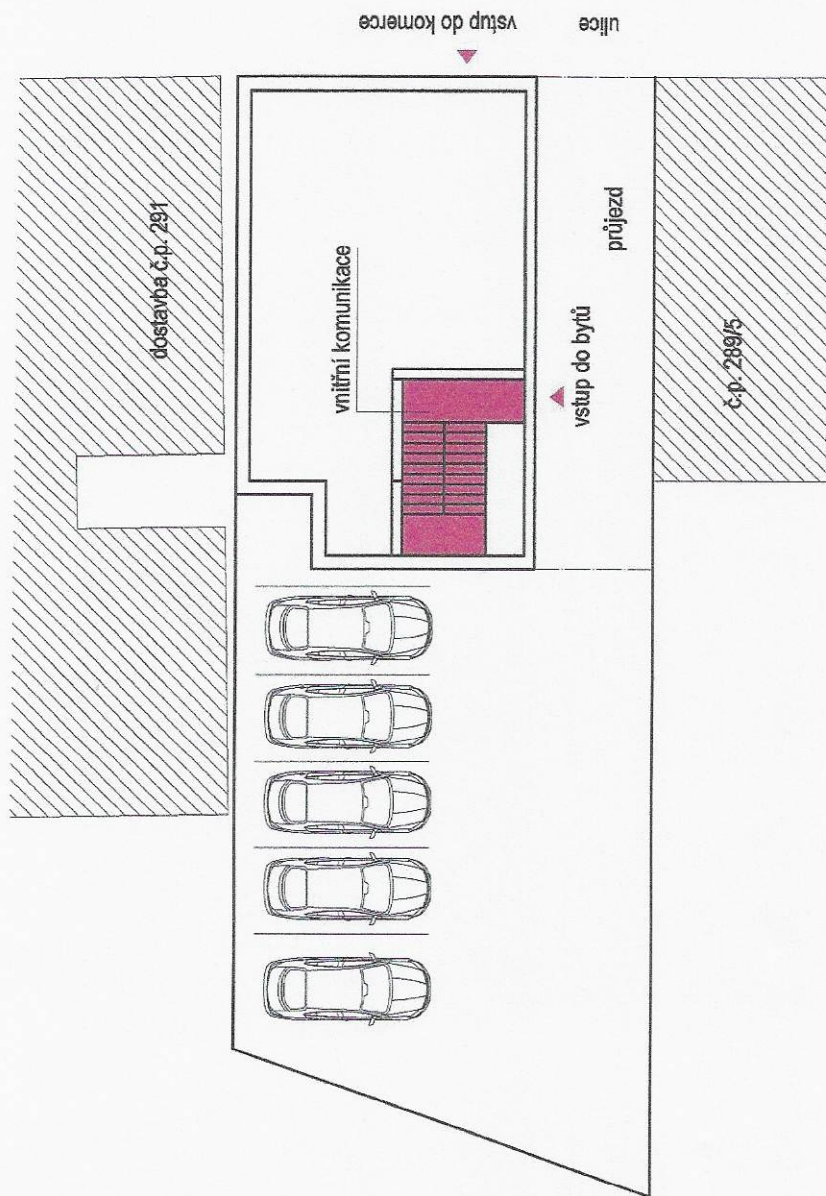 ulice
vstup do komerce
dostavba č.p. 291
vnitřní komunikace
průjezd
vstup do bytů
č.p. 289/5